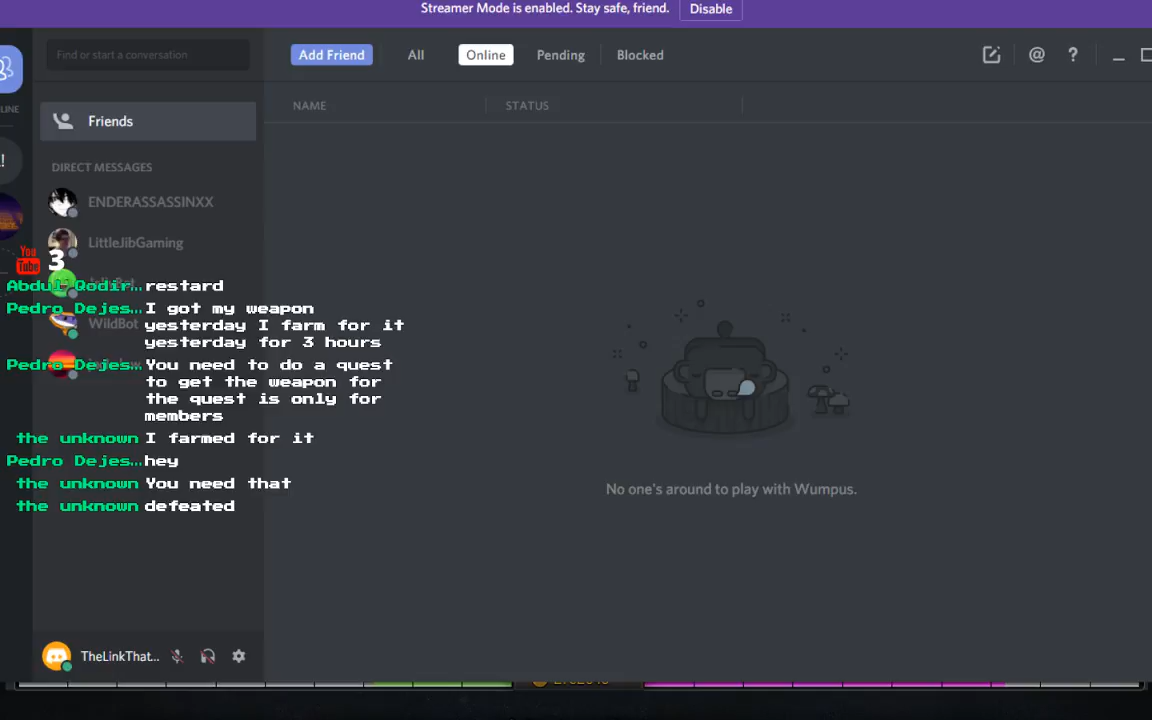 Streamer Mode is enabled. Stay safe, friend. Disable
Find or start a conversation
Add Friend All Online Pending Blocked
@ ?
LINE
NAME STATUS
Friends
!
DIRECT MESSAGES
ENDERASSASSINXX
LittleJibGaming
You
Tube 3
Abdul Qodir... restard
Pedro Dejes... I got my weapon
WildBot yesterday I farm for it
yesterday for 3 hours
Pedro Dejes... You need to do a quest
to get the weapon for
the quest is only for
members
the unknown I farmed for it
Pedro Dejes... hey
the unknown You need that
the unknown defeated
No one's around to play with Wumpus.
TheLinkThat...